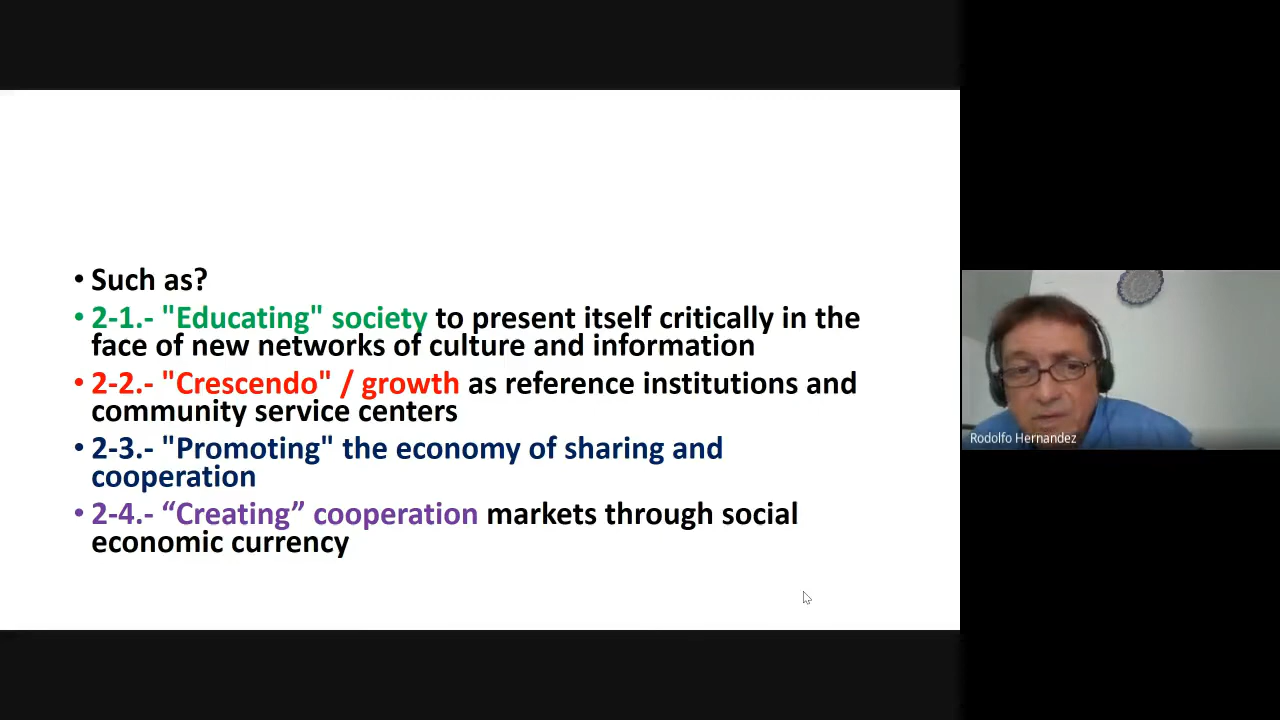 • Such as?
• 2-1.- "Educating" society to present itself critically in the
face of new networks of culture and information
• 2-2.- "Crescendo" / growth as reference institutions and
community service centers
• 2-3.- "Promoting" the economy of sharing and
cooperation
• 2-4.- “Creating” cooperation markets through social
economic currency
Rodolfo Hernandez